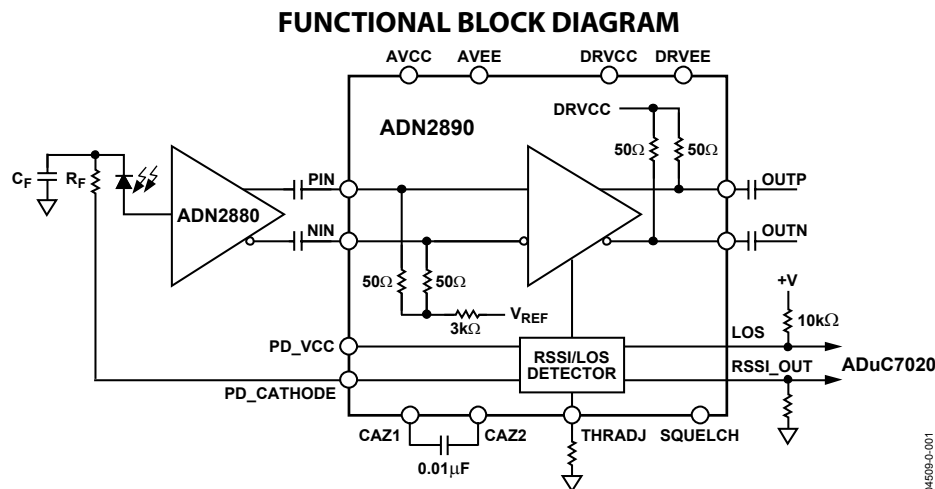 FUNCTIONAL BLOCK DIAGRAM
AVCC AVEE DRVCC DRVEE
DRVCC
ADN2890
50Ω 50Ω
CF RF
ADN2880
PIN
OUTP
NIN
OUTN
50Ω 50Ω
+V
3kΩ VREF
10kΩ
LOS
PD_VCC
RSSI/LOS
DETECTOR
RSSI_OUT
ADuC7020
PD_CATHODE
CAZ1 CAZ2 THRADJ SQUELCH
0.01μF
04509-0-001